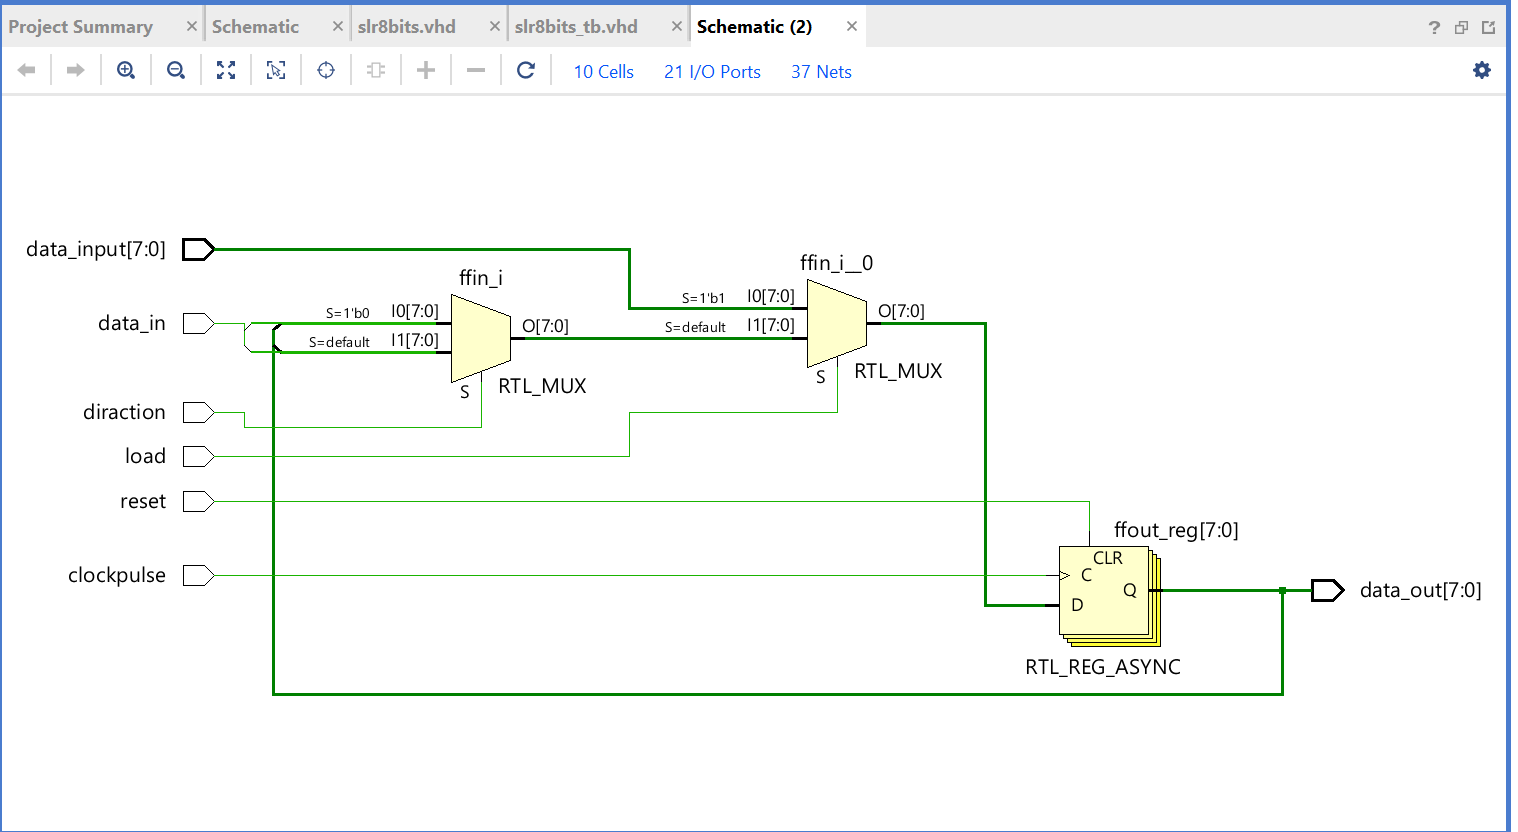 Project Summary × Schematic × slr8bits.vhd × slr8bits_tb.vhd × Schematic (2) × ?
10 Cells 21 I/O Ports 37 Nets
data_input[7:0]
ffin_i
ffin_i__0
S=1'b1 I0[7:0]
S=default I1[7:0]
O[7:0]
S
RTL_MUX
data_in
S=1'b0 I0[7:0]
S=default I1[7:0]
O[7:0]
S
RTL_MUX
diraction
load
reset
clockpulse
ffout_reg[7:0]
CLR
C
D
Q
RTL_REG_ASYNC
data_out[7:0]